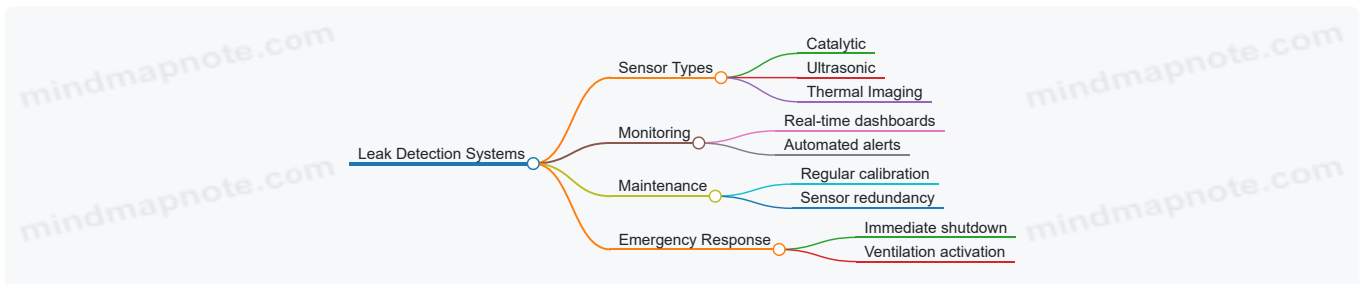 mindmapnote.com
mindmapnote.com
Leak Detection Systems
Sensor Types
Catalytic
Ultrasonic
Thermal Imaging
Monitoring
Real-time dashboards
Automated alerts
Maintenance
Regular calibration
Sensor redundancy
Emergency Response
Immediate shutdown
Ventilation activation
mindmapnote.com
mindmapnote.com